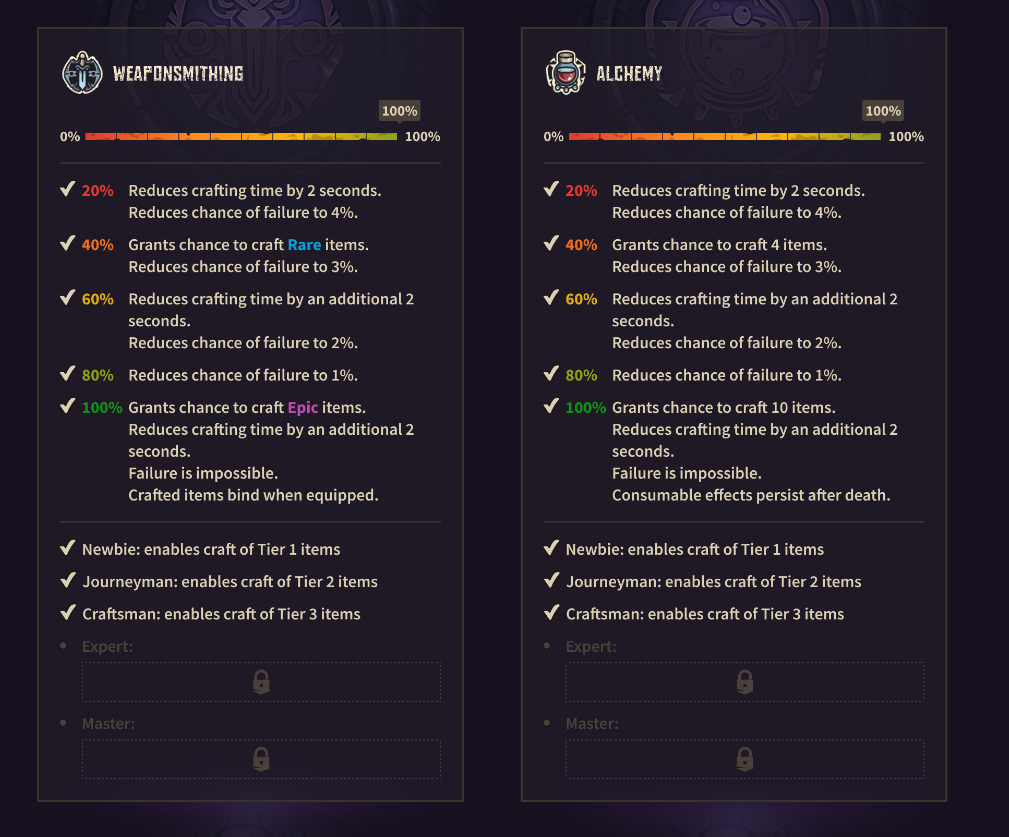 WEAPONSMITHING
100%
0% 100%
20% Reduces crafting time by 2 seconds.
Reduces chance of failure to 4%.
40% Grants chance to craft Rare items.
Reduces chance of failure to 3%.
60% Reduces crafting time by an additional 2
seconds.
Reduces chance of failure to 2%.
80% Reduces chance of failure to 1%.
100% Grants chance to craft Epic items.
Reduces crafting time by an additional 2
seconds.
Failure is impossible.
Crafted items bind when equipped.
Newbie: enables craft of Tier 1 items
Journeyman: enables craft of Tier 2 items
Craftsman: enables craft of Tier 3 items
Expert:
Master:
ALCHEMY
100%
0% 100%
20% Reduces crafting time by 2 seconds.
Reduces chance of failure to 4%.
40% Grants chance to craft 4 items.
Reduces chance of failure to 3%.
60% Reduces crafting time by an additional 2
seconds.
Reduces chance of failure to 2%.
80% Reduces chance of failure to 1%.
100% Grants chance to craft 10 items.
Reduces crafting time by an additional 2
seconds.
Failure is impossible.
Consumable effects persist after death.
Newbie: enables craft of Tier 1 items
Journeyman: enables craft of Tier 2 items
Craftsman: enables craft of Tier 3 items
Expert:
Master: